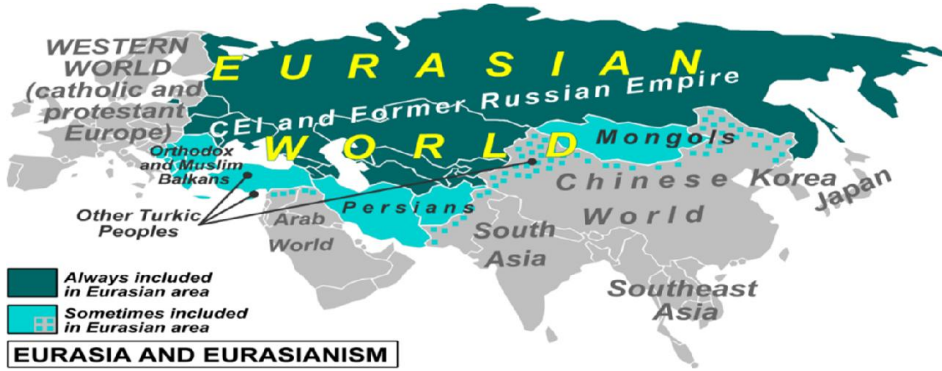 WESTERN
WORLD
(catholic and
protestant
Europe)
EURASIAN
CEI and Former Russian Empire
WORLD
Orthodox
and Muslim
Balkans
Mongols
Other Turkic
Peoples
Persians
Arab
World
Chinese
World
Korea
Japan
South
Asia
Southeast
Asia
Always included
in Eurasian area
Sometimes included
in Eurasian area
EURASIA AND EURASIANISM